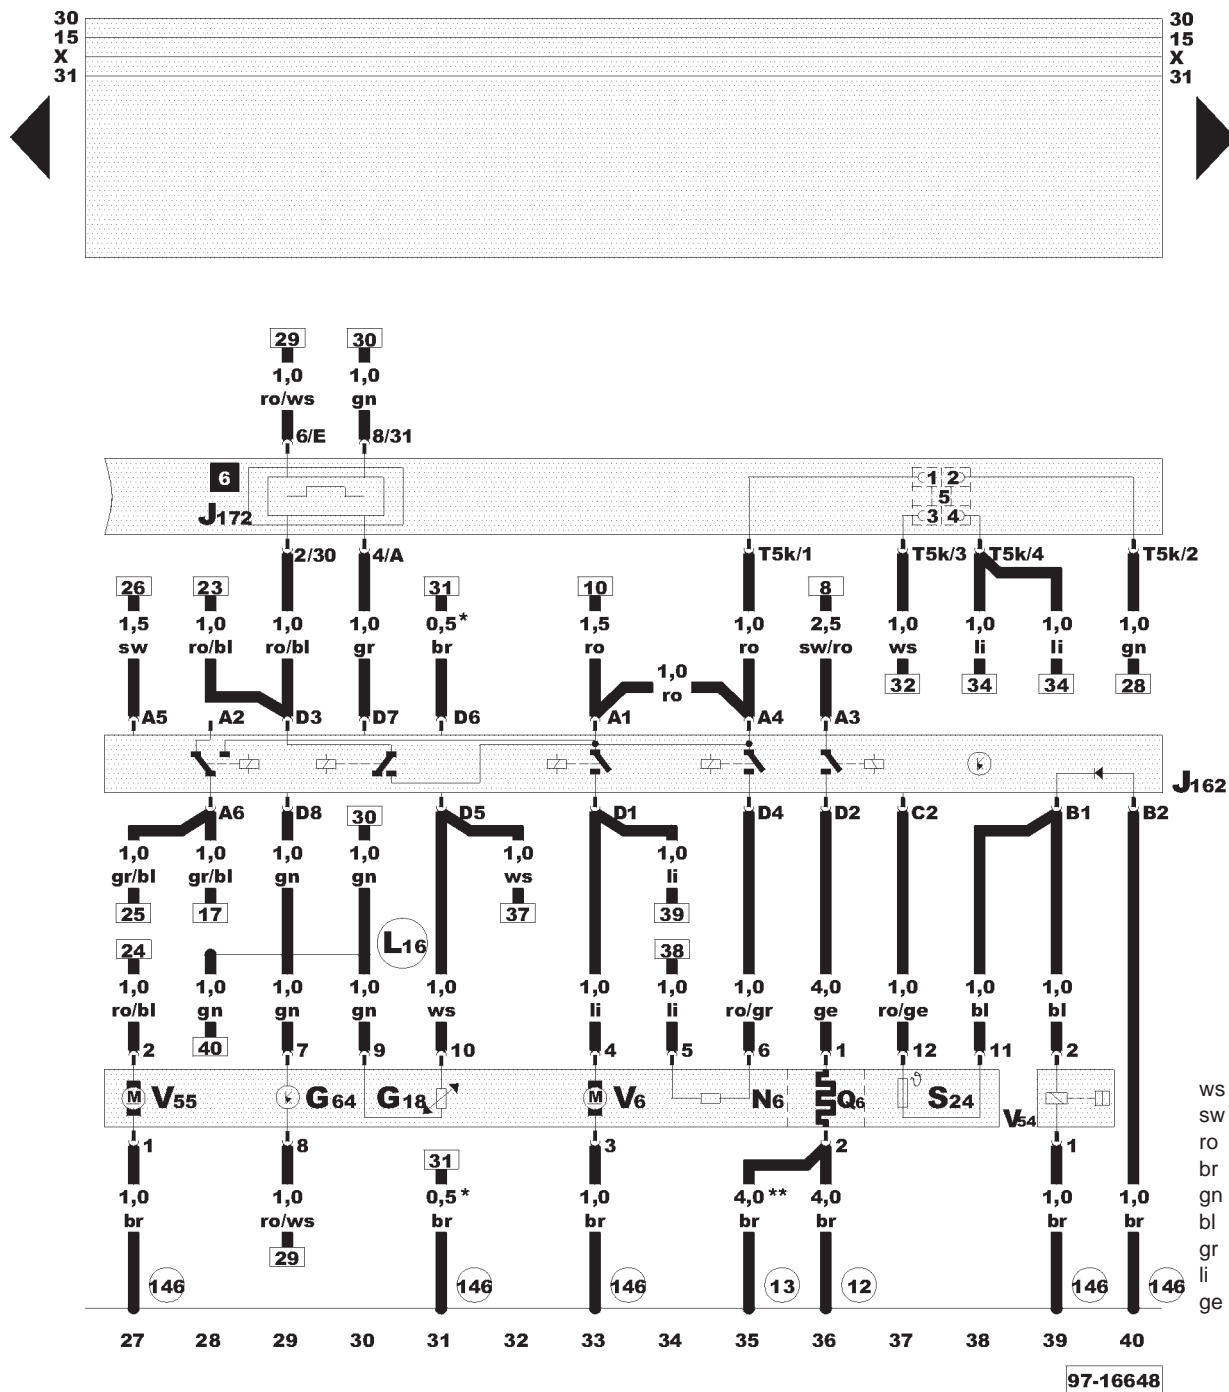 30 30
15 15
X X
31 31
29 30
1,0 1,0
ro/ws gn
6/E 8/31
6
J172
1 2
5
3 4
2/30 4/A T5k/1 T5k/3 T5k/4 T5k/2
26 23 31 10 8
1,5 1,0 1,0 1,0 0,5* 1,5 1,0 2,5 1,0 1,0 1,0 1,0
sw ro/bl ro/bl gr br ro ro sw/ro ws li li gn
1,0
ro
32 34 34 28
A5 A2 D3 D7 D6 A1 A4 A3
J162
A6 D8 30 D5 D1 D4 D2 C2 B1 B2
1,0 1,0 1,0 1,0 1,0 1,0
gr/bl gr/bl gn gn ws li
25 17 37 39
24 L16 38
1,0 1,0 1,0 1,0 1,0 1,0 1,0 1,0 4,0 1,0 1,0 1,0
ro/bl gn gn gn ws li li ro/gr ge ro/ge bl bl
40
2 7 9 10 4 5 6 1 12 11 2
M V55 G64 G18 M V6 N6 Q6 ϑ S24 V54
1 8 3 2 1
31
1,0 1,0 0,5* 1,0 4,0** 4,0 1,0 1,0
br ro/ws br br br br br br
29
146 146 146 13 12 146 146
27 28 29 30 31 32 33 34 35 36 37 38 39 40
97-16648
ws
sw
ro
br
gn
bl
gr
li
ge